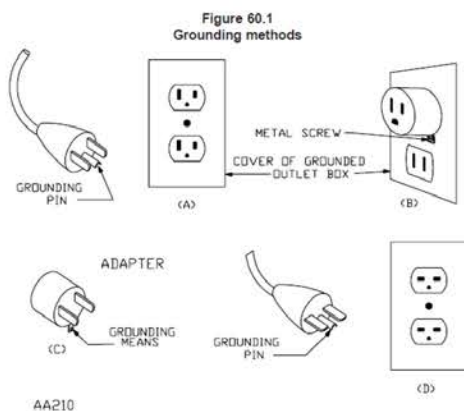 Figure 60.1
Grounding methods
METAL SCREW
COVER OF GROUNDED
OUTLET BOX
GROUNDING
PIN
(A)
(B)
ADAPTER
GROUNDING
MEANS
(C)
GROUNDING
PIN
(D)
AA210